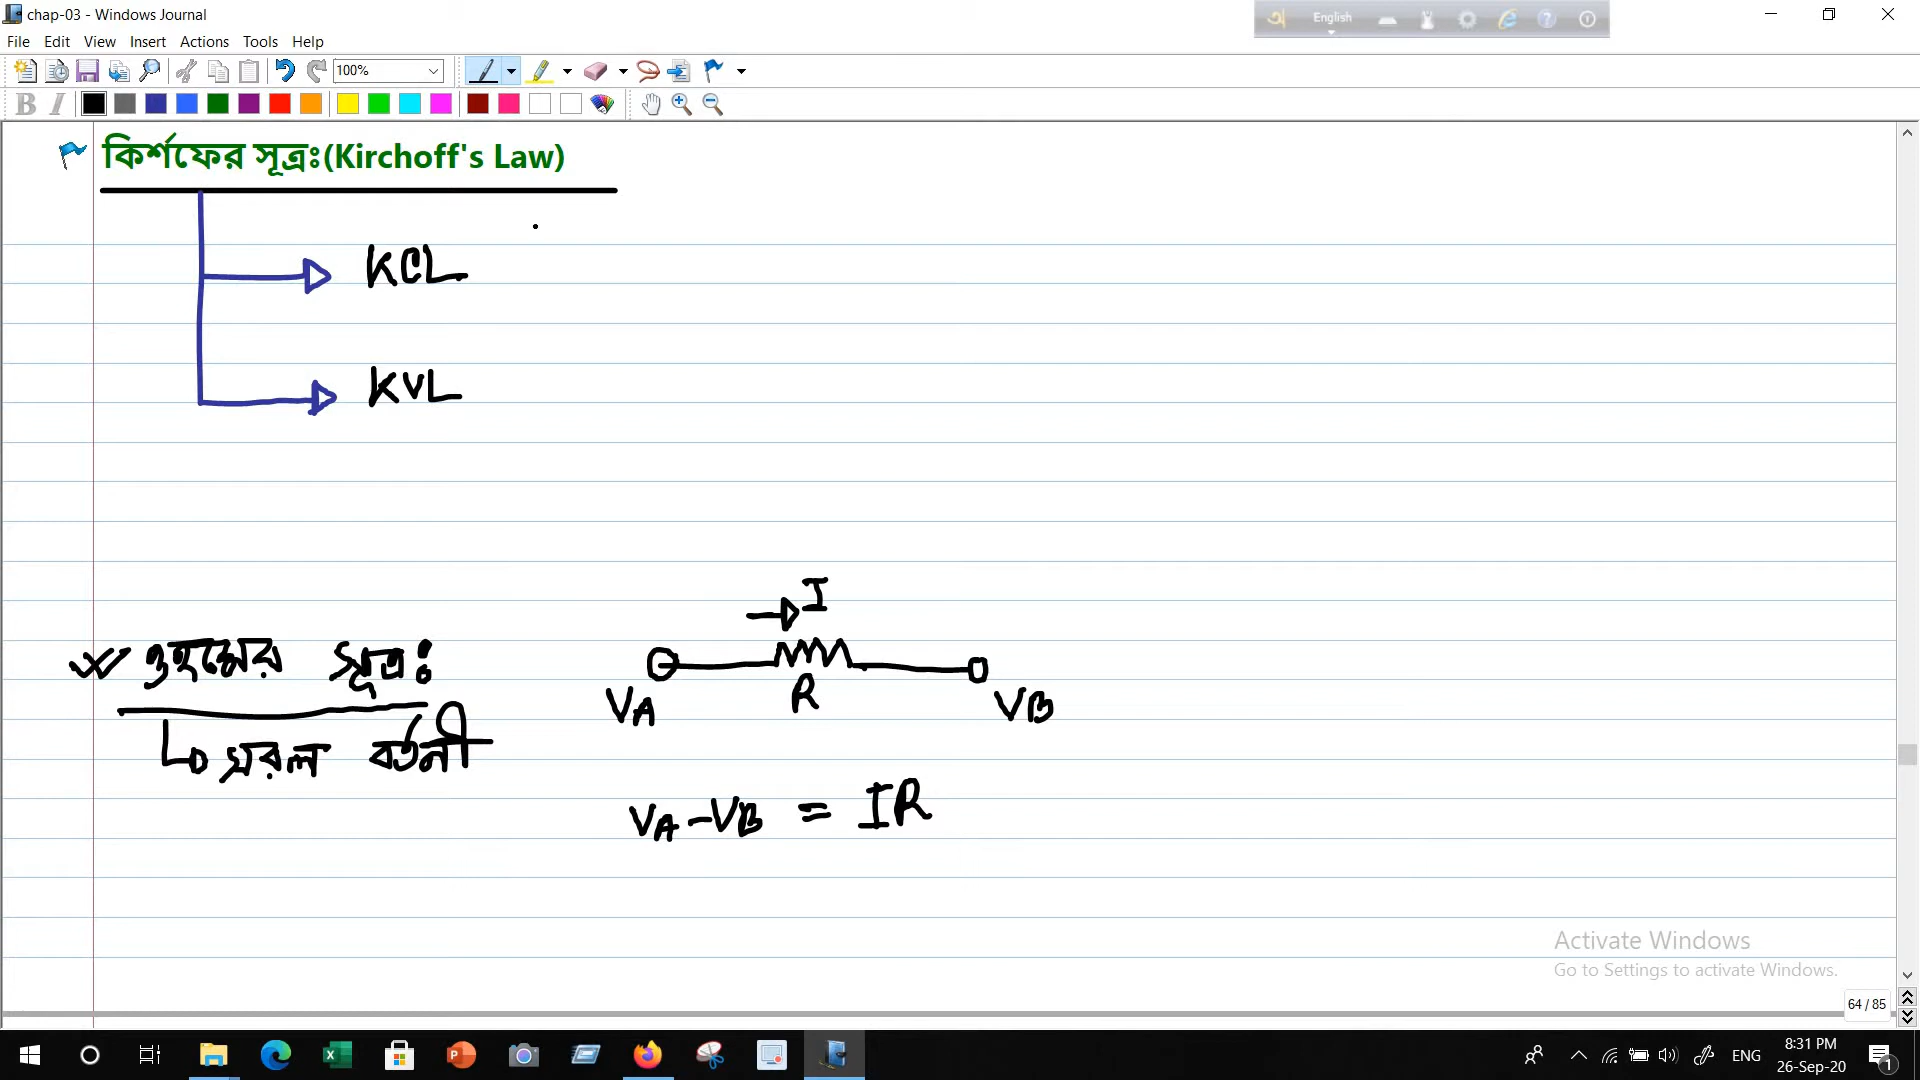 chap-03 - Windows Journal
English
File Edit View Insert Actions Tools Help
100%
B I
কির্শফের সূত্রঃ(Kirchoff's Law)
KCL
KVL
I
ওহমের সূত্রঃ
R
VA
VB
সরল বর্তনী
VA-VB = IR
Activate Windows
Go to Settings to activate Windows.
64 / 85
ENG
8:31 PM
26-Sep-20
1